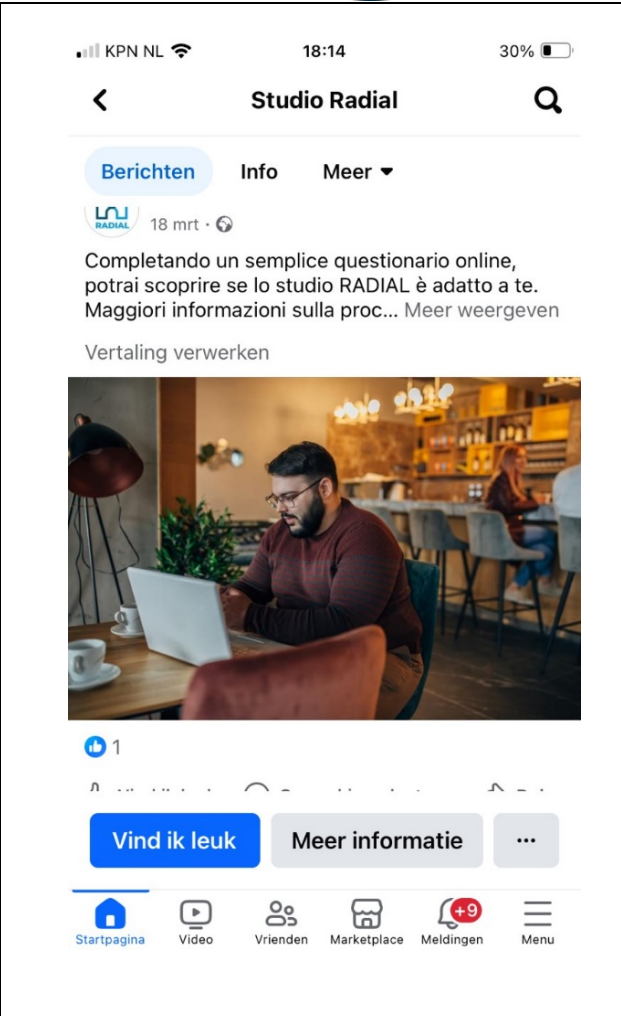 KPN NL 18:14 30%
Studio Radial
Berichten Info Meer
RADIAL
18 mrt ·
Completando un semplice questionario online,
potrai scoprire se lo studio RADIAL è adatto a te.
Maggiori informazioni sulla proc... Meer weergeven
Vertaling verwerken
1
Vind ik leuk Meer informatie ...
+9
Startpagina Video Vrienden Marketplace Meldingen Menu